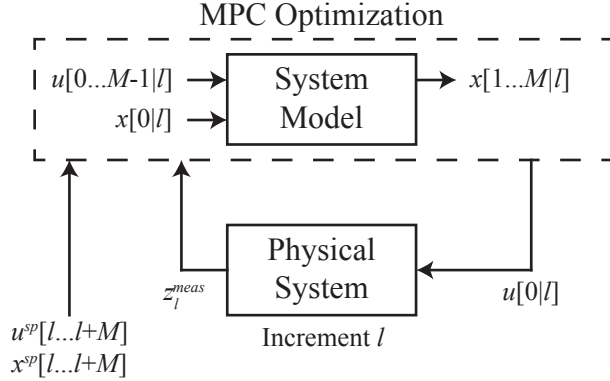 MPC Optimization
u[0...M-1|l]
x[0|l]
System
Model
x[1...M|l]
Physical
System
z_l^{meas}
u[0|l]
Increment l
u^{sp}[l...l+M]
x^{sp}[l...l+M]